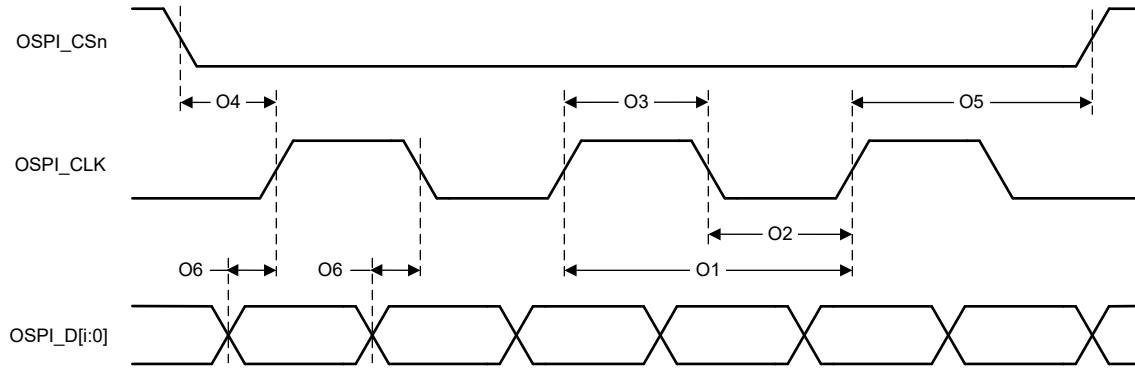 OSPI_CSn
O4
O3
O5
OSPI_CLK
O2
O6
O6
O1
OSPI_D[i:0]